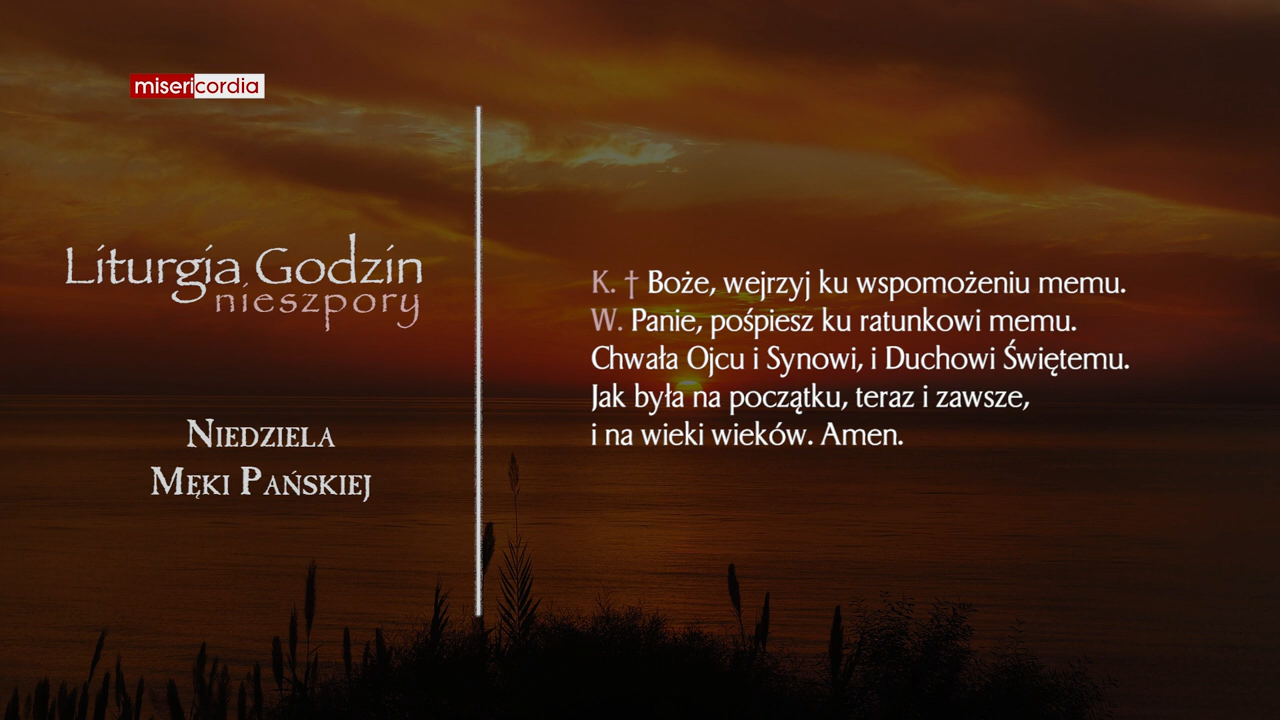 misericordia
Liturgia Godzin
nieszpory
Niedziela
Męki Pańskiej
K. † Boże, wejrzyj ku wspomożeniu memu.
W. Panie, pośpiesz ku ratunkowi memu.
Chwała Ojcu i Synowi, i Duchowi Świętemu.
Jak była na początku, teraz i zawsze,
i na wieki wieków. Amen.